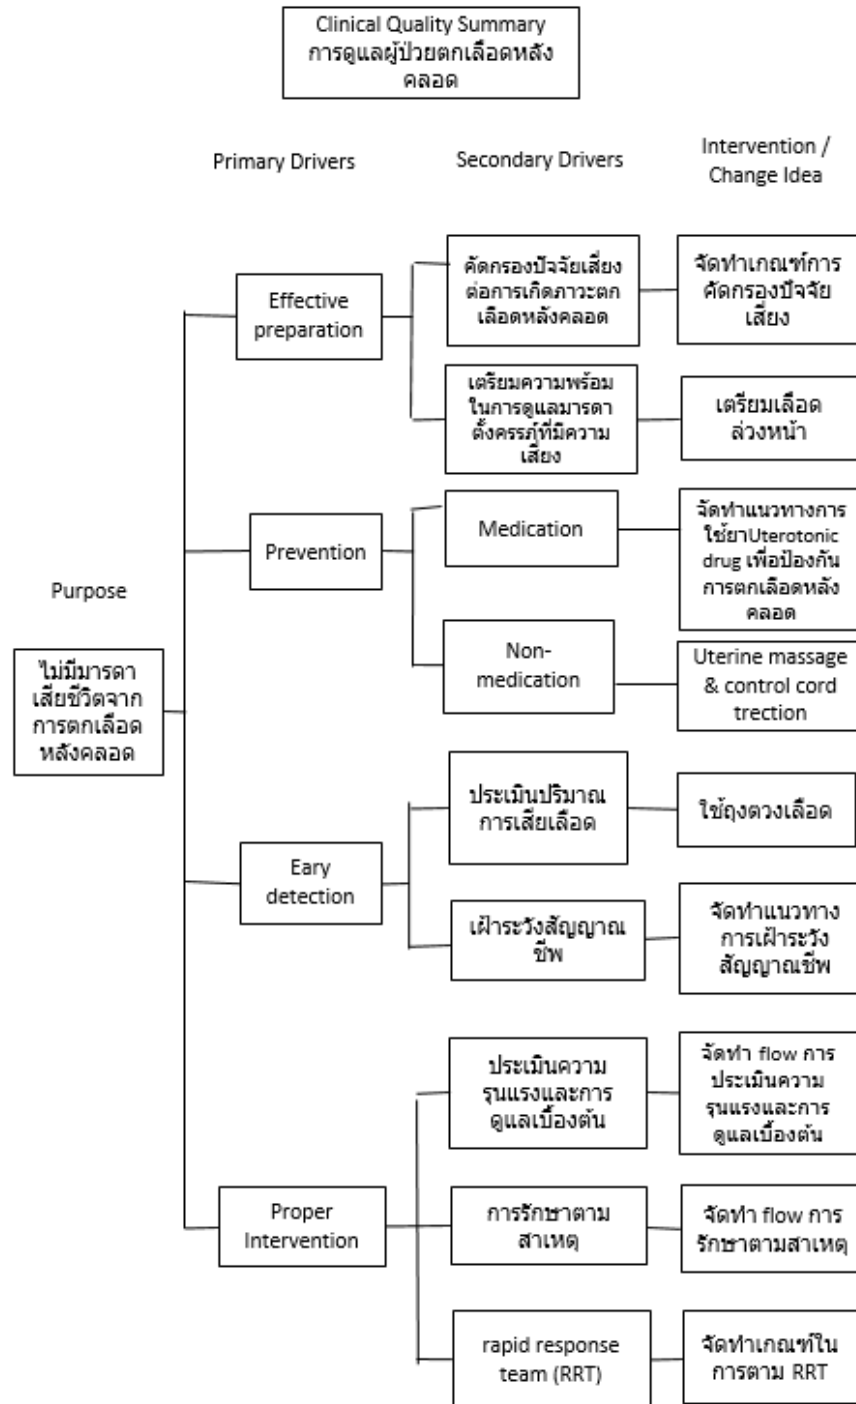 Clinical Quality Summary
การดูแลผู้ป่วยตกเลือดหลัง
คลอด
Primary Drivers
Secondary Drivers
Intervention /
Change Idea
Effective
preparation
คัดกรองปัจจัยเสี่ยง
ต่อการเกิดภาวะตก
เลือดหลังคลอด
จัดทำเกณฑ์การ
คัดกรองปัจจัย
เสี่ยง
เตรียมความพร้อม
ในการดูแลมารดา
ตั้งครรภ์ที่มีความ
เสี่ยง
เตรียมเลือด
ล่วงหน้า
Prevention
Medication
จัดทำแนวทางการ
ใช้ยาUterotonic
drug เพื่อป้องกัน
การตกเลือดหลัง
คลอด
Non-
medication
Uterine massage
& control cord
trection
Purpose
ไม่มีมารดา
เสียชีวิตจาก
การตกเลือด
หลังคลอด
Eary
detection
ประเมินปริมาณ
การเสียเลือด
ใช้ถุงตวงเลือด
เฝ้าระวังสัญญาณ
ชีพ
จัดทำแนวทาง
การเฝ้าระวัง
สัญญาณชีพ
Proper
Intervention
ประเมินความ
รุนแรงและการ
ดูแลเบื้องต้น
จัดทำ flow การ
ประเมินความ
รุนแรงและการ
ดูแลเบื้องต้น
การรักษาตาม
สาเหตุ
จัดทำ flow การ
รักษาตามสาเหตุ
rapid response
team (RRT)
จัดทำเกณฑ์ใน
การตาม RRT